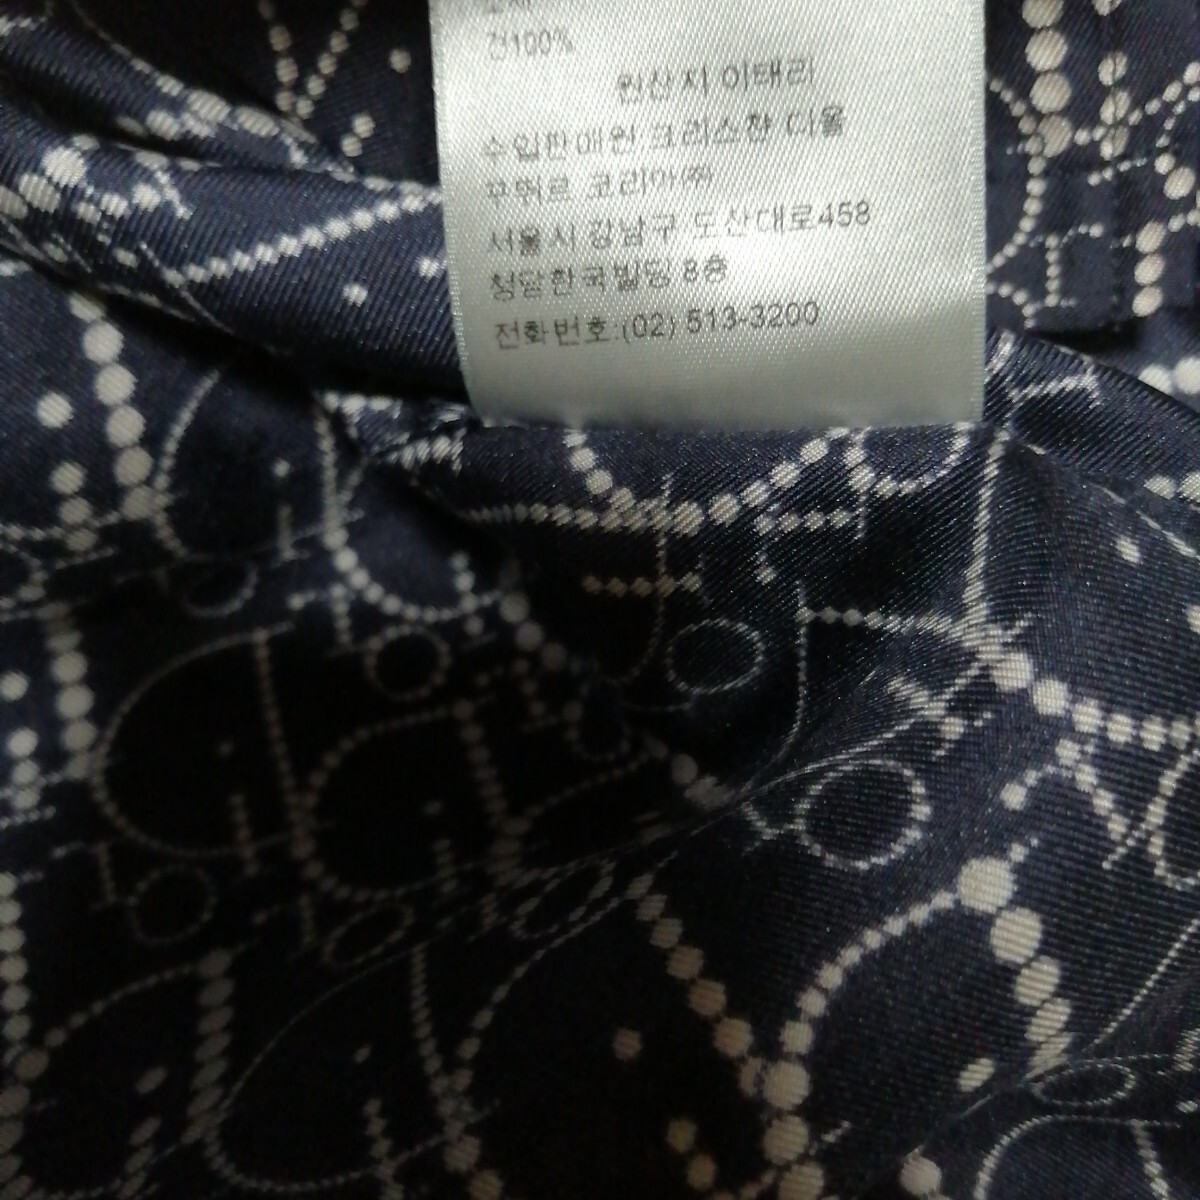 견100%
원산지 이태리
수입판매원 크리스챤 디올
꾸뛰르 코리아㈜
서울시 강남구 도산대로458
청담한국빌딩 8층
전화번호:(02) 513-3200